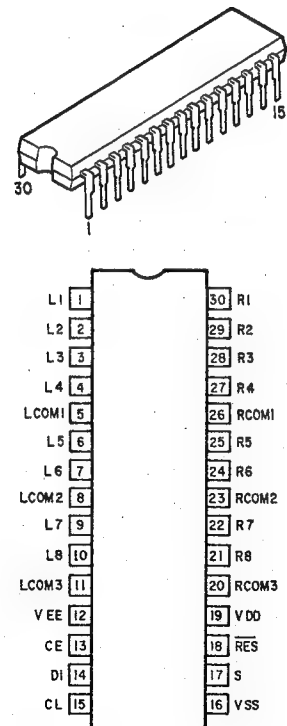 15
30
1
L1 1 30 R1
L2 2 29 R2
L3 3 28 R3
L4 4 27 R4
LCOM1 5 26 RCOM1
L5 6 25 R5
L6 7 24 R6
LCOM2 8 23 RCOM2
L7 9 22 R7
L8 10 21 R8
LCOM3 11 20 RCOM3
VEE 12 19 VDD
CE 13 18 RES
DI 14 17 S
CL 15 16 VSS